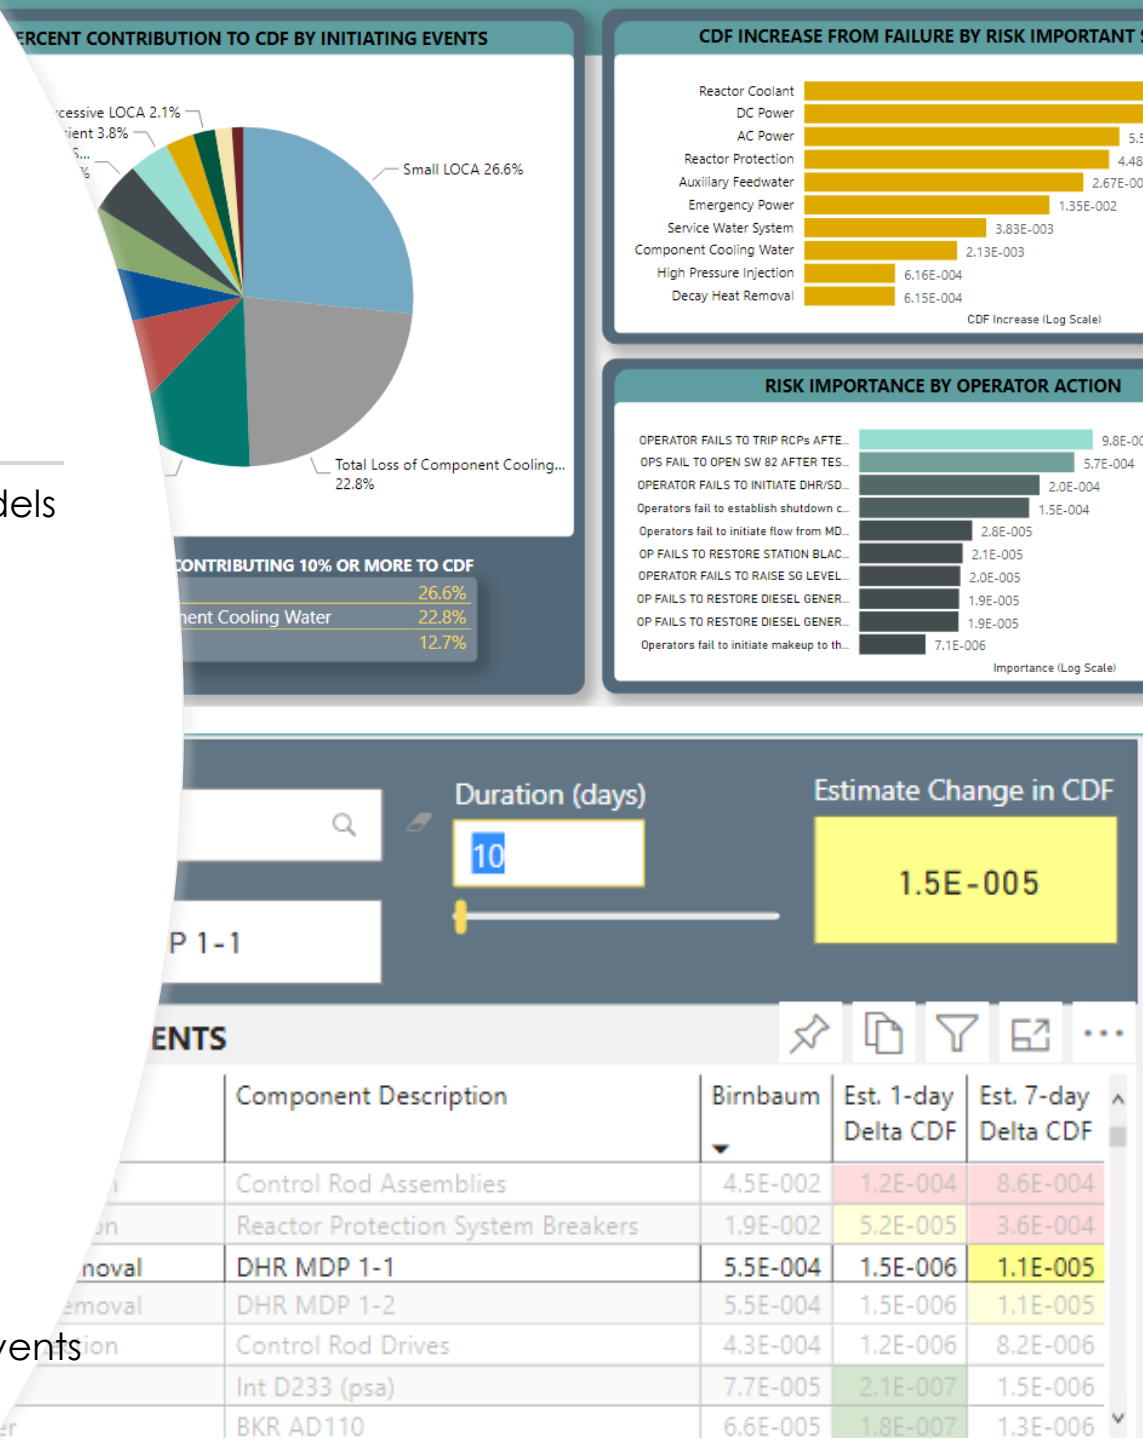 PERCENT CONTRIBUTION TO CDF BY INITIATING EVENTS
LOCA 2.1%
3.8%
S...
%
Small LOCA 26.6%
Total Loss of Component Cooling...
22.8%
CONTRIBUTING 10% OR MORE TO CDF
26.6%
Cooling Water 22.8%
12.7%
CDF INCREASE FROM FAILURE BY RISK IMPORTANT
Reactor Coolant
DC Power
AC Power 5.5
Reactor Protection 4.48
Auxiliary Feedwater 2.67E-00
Emergency Power 1.35E-002
Service Water System 3.83E-003
Component Cooling Water 2.13E-003
High Pressure Injection 6.16E-004
Decay Heat Removal 6.15E-004
CDF Increase (Log Scale)
RISK IMPORTANCE BY OPERATOR ACTION
OPERATOR FAILS TO TRIP RCPs AFTE... 9.8E-00
OPS FAIL TO OPEN SW 82 AFTER TES... 5.7E-004
OPERATOR FAILS TO INITIATE DHR/SD... 2.0E-004
Operators fail to establish shutdown c... 1.5E-004
Operators fail to initiate flow from MD... 2.8E-005
OP FAILS TO RESTORE STATION BLAC... 2.1E-005
OPERATOR FAILS TO RAISE SG LEVEL... 2.0E-005
OP FAILS TO RESTORE DIESEL GENER... 1.9E-005
OP FAILS TO RESTORE DIESEL GENER... 1.9E-005
Operators fail to initiate makeup to th... 7.1E-006
Importance (Log Scale)
dels
Duration (days)
10
Estimate Change in CDF
1.5E-005
P 1-1
ENTS
Component Description Birnbaum Est. 1-day Delta CDF Est. 7-day Delta CDF
Control Rod Assemblies 4.5E-002 1.2E-004 8.6E-004
on Reactor Protection System Breakers 1.9E-002 5.2E-005 3.6E-004
moval DHR MDP 1-1 5.5E-004 1.5E-006 1.1E-005
emoval DHR MDP 1-2 5.5E-004 1.5E-006 1.1E-005
tion Control Rod Drives 4.3E-004 1.2E-006 8.2E-006
vents
Int D233 (psa) 7.7E-005 2.1E-007 1.5E-006
er BKR AD110 6.6E-005 1.8E-007 1.3E-006